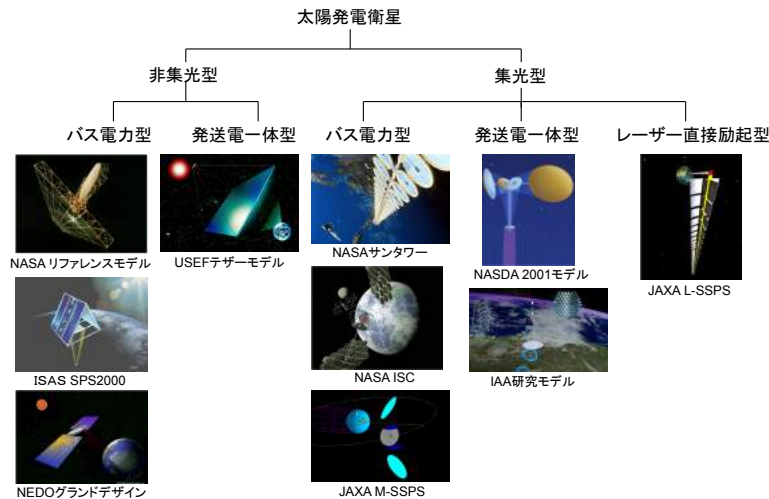 太陽発電衛星
非集光型
集光型
バス電力型
発送電一体型
バス電力型
発送電一体型
レーザー直接励起型
NASA リファレンスモデル
USEFテザーモデル
NASAサンタワー
NASDA 2001モデル
JAXA L-SSPS
ISAS SPS2000
NASA ISC
IAA研究モデル
NEDOグランドデザイン
JAXA M-SSPS